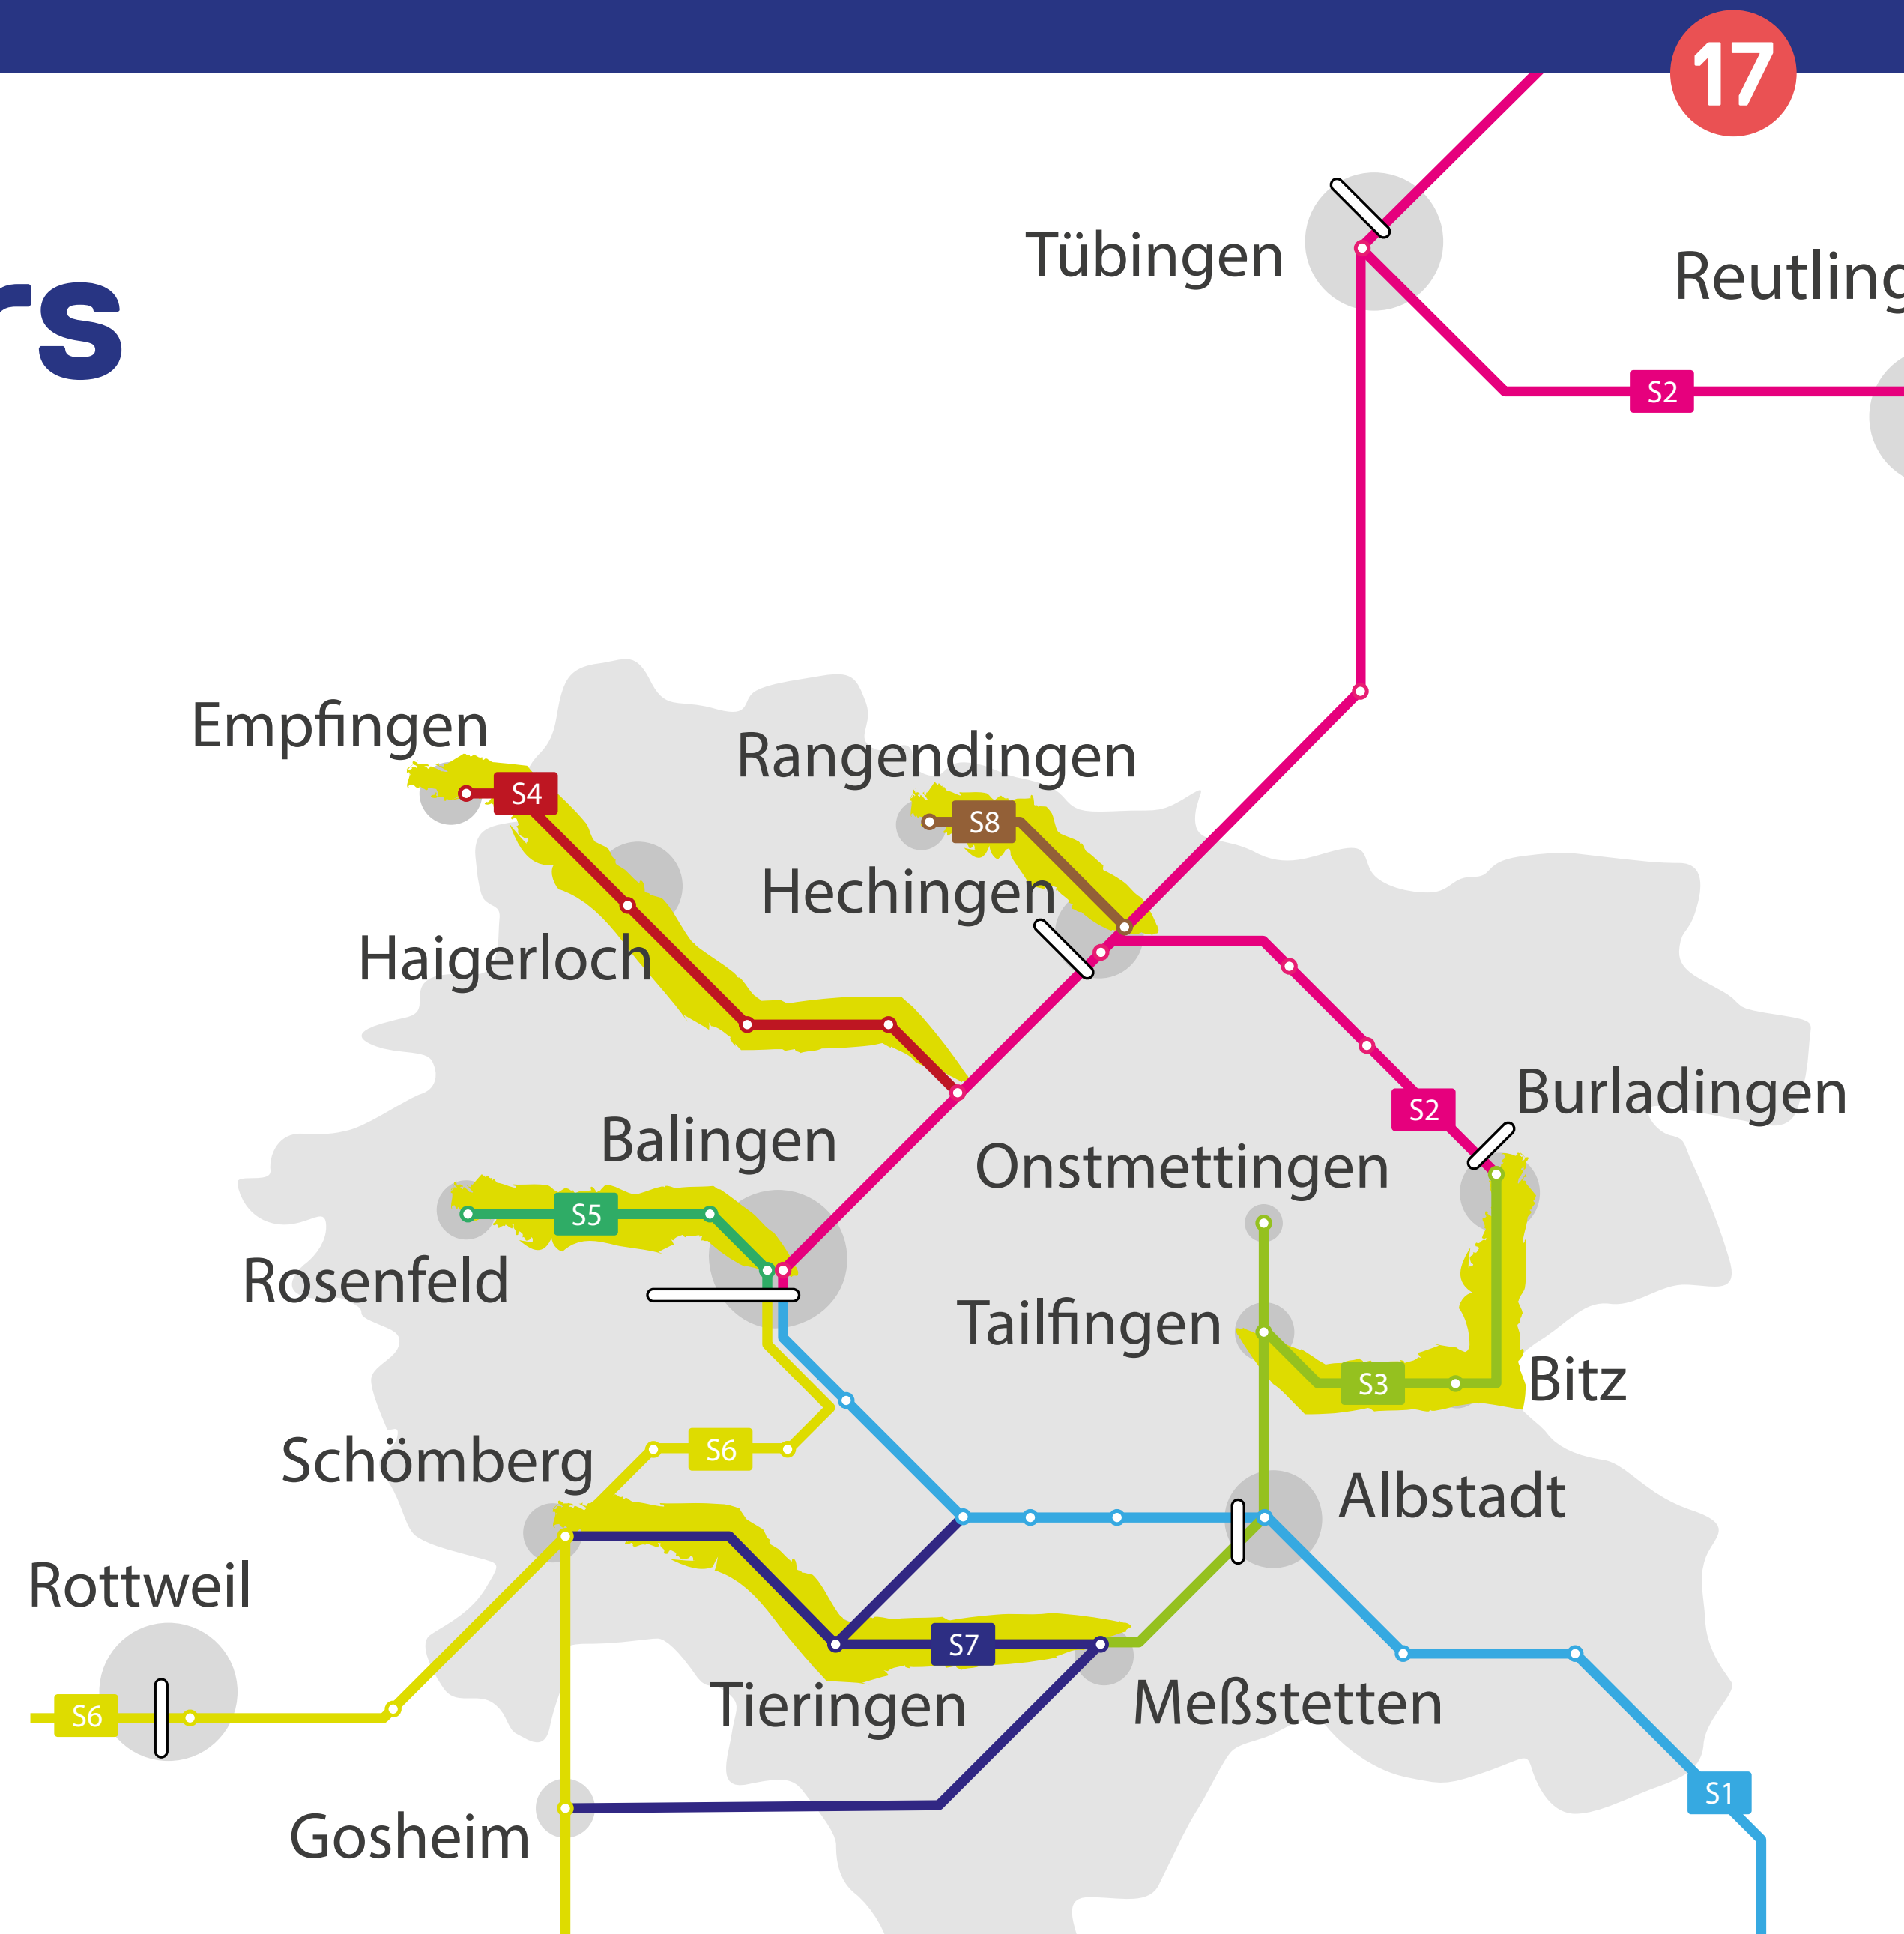 17
Tübingen
Reutling
rs
S2
Empfingen
Rangendingen
S4
S8
Hechingen
Haigerloch
Burladingen
S2
Balingen
Onstmettingen
S5
Rosenfeld
Tailfingen
Bitz
S3
Schömberg
S6
Albstadt
Rottweil
S7
Tieringen
Meßstetten
S6
S1
Gosheim